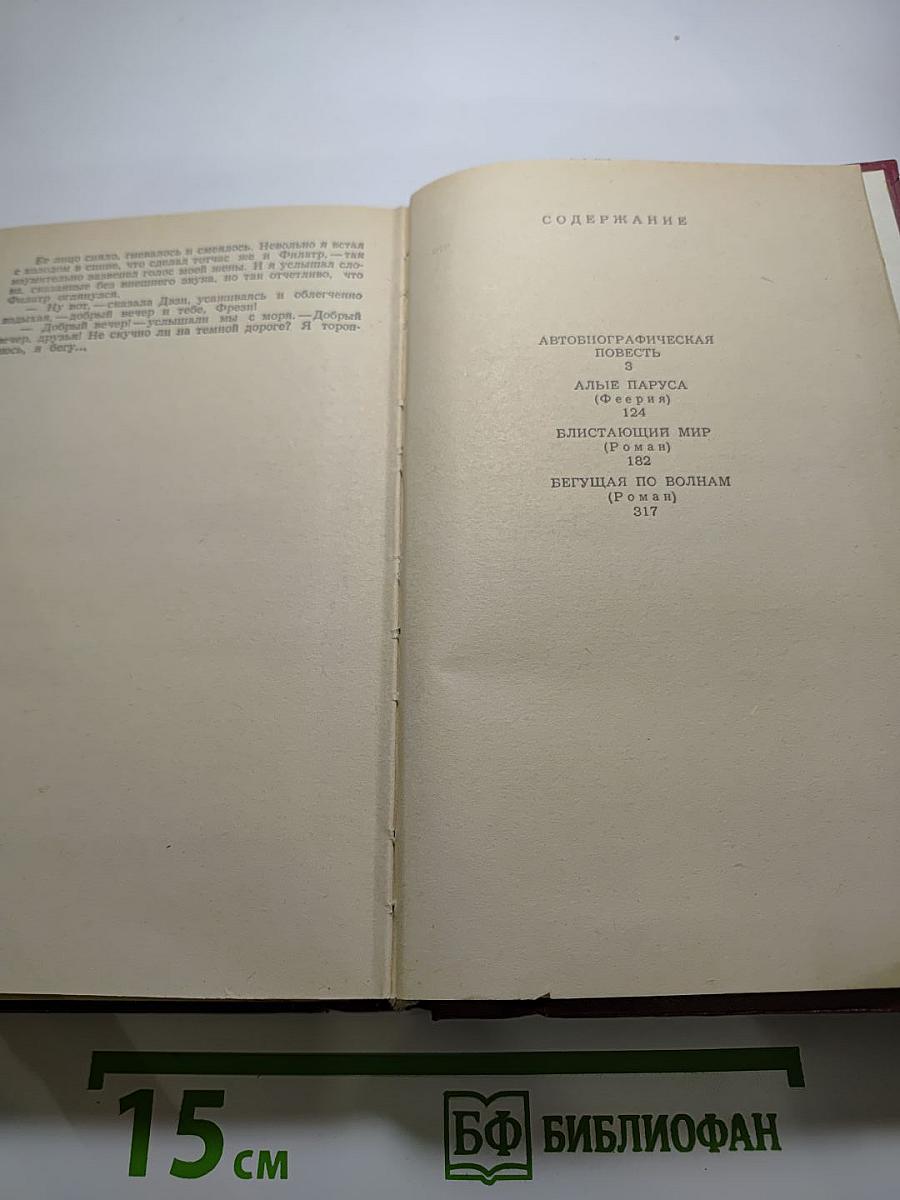 Ее лицо сияло, гневалось и смеялось. Невольно я встал
с холодом в спине, что сделал тотчас же и Филатр, — так
изумительно зазвенел голос моей жены. И я услышал сло-
ва, сказанные без внешнего звука, но так отчетливо, что
Филатр оглянулся.
— Ну вот, — сказала Дэзи, усаживаясь и облегченно
вздыхая, — добрый вечер и тебе, Фрези!
— Добрый вечер! — услышали мы с моря. — Добрый
вечер, друзья! Не скучно ли на темной дороге? Я тороп-
люсь, я бегу...
СОДЕРЖАНИЕ
АВТОБИОГРАФИЧЕСКАЯ
ПОВЕСТЬ
3
АЛЫЕ ПАРУСА
(Феерия)
124
БЛИСТАЮЩИЙ МИР
(Роман)
182
БЕГУЩАЯ ПО ВОЛНАМ
(Роман)
317
15 см
БФ БИБЛИОФАН